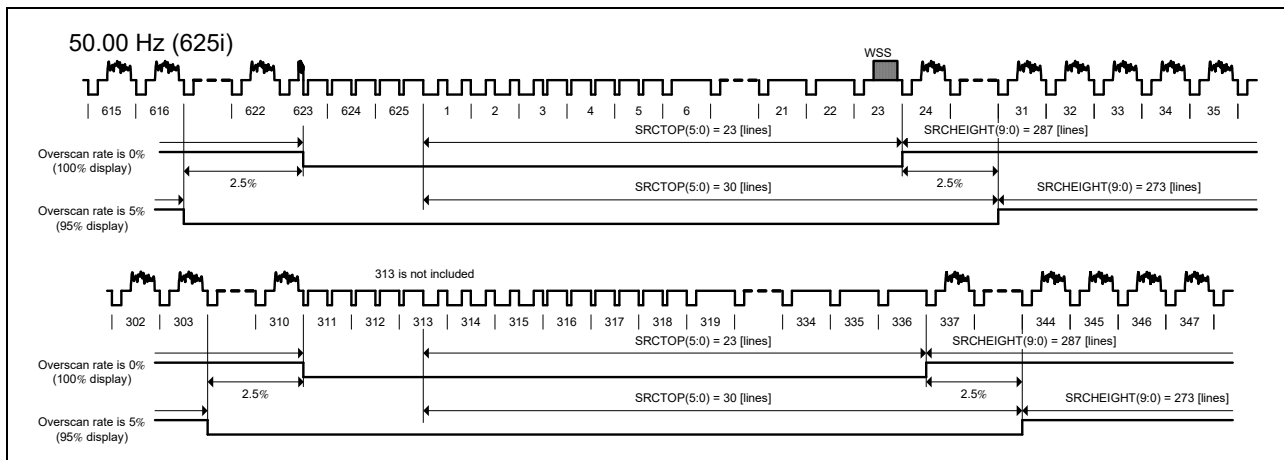 50.00 Hz (625i)
WSS
615 616 622 623 624 625 1 2 3 4 5 6 21 22 23 24 31 32 33 34 35
SRCTOP(5:0) = 23 [lines] SRCHEIGHT(9:0) = 287 [lines]
Overscan rate is 0%
(100% display)
2.5% 2.5%
SRCTOP(5:0) = 30 [lines] SRCHEIGHT(9:0) = 273 [lines]
Overscan rate is 5%
(95% display)
313 is not included
302 303 310 311 312 313 314 315 316 317 318 319 334 335 336 337 344 345 346 347
SRCTOP(5:0) = 23 [lines] SRCHEIGHT(9:0) = 287 [lines]
Overscan rate is 0%
(100% display)
2.5% 2.5%
SRCTOP(5:0) = 30 [lines] SRCHEIGHT(9:0) = 273 [lines]
Overscan rate is 5%
(95% display)